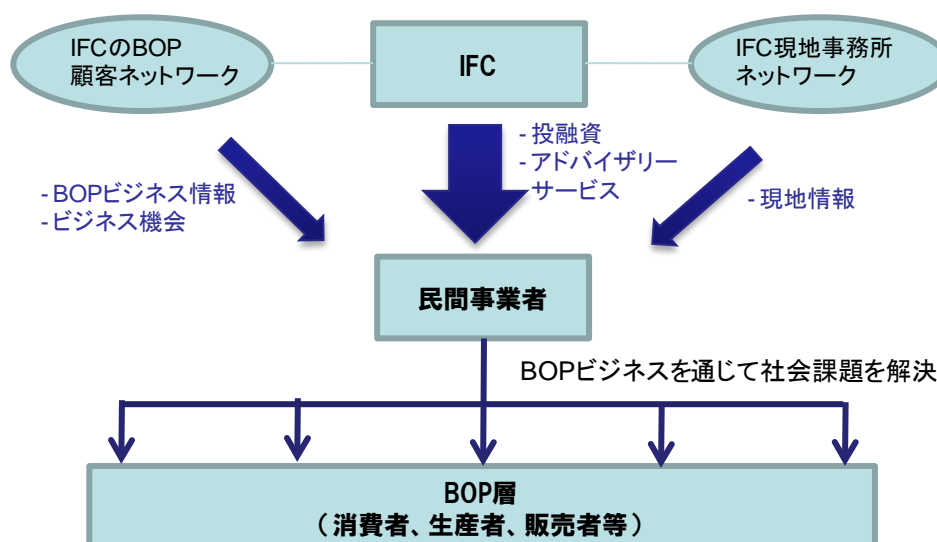 IFCのBOP
顧客ネットワーク
IFC
IFC現地事務所
ネットワーク
- 投融資
- アドバイザリー
サービス
- BOPビジネス情報
- ビジネス機会
- 現地情報
民間事業者
BOPビジネスを通じて社会課題を解決
BOP層
（消費者、生産者、販売者等）